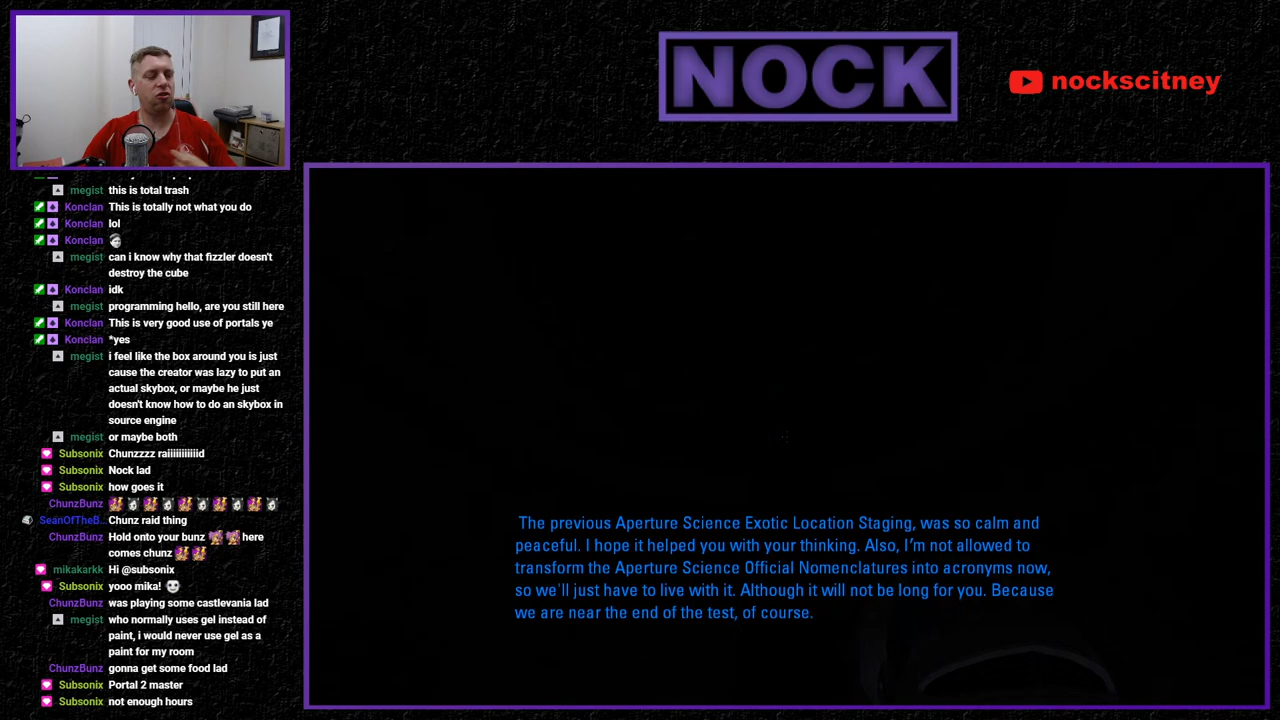 NOCK
nockscitney
megist this is total trash
Konclan This is totally not what you do
Konclan lol
Konclan
megist can i know why that fizzler doesn't
destroy the cube
Konclan idk
megist programming hello, are you still here
Konclan This is very good use of portals ye
Konclan *yes
megist i feel like the box around you is just
cause the creator was lazy to put an
actual skybox, or maybe he just
doesn't know how to do an skybox in
source engine
megist or maybe both
Subsonix Chunzzzz raiiiiiiiiiiid
Subsonix Nock lad
Subsonix how goes it
ChunzBunz
SeanOfTheB... Chunz raid thing
ChunzBunz Hold onto your bunz here
comes chunz
mikakarkk Hi @subsonix
Subsonix yooo mika!
ChunzBunz was playing some castlevania lad
megist who normally uses gel instead of
paint, i would never use gel as a
paint for my room
ChunzBunz gonna get some food lad
Subsonix Portal 2 master
Subsonix not enough hours
The previous Aperture Science Exotic Location Staging, was so calm and
peaceful. I hope it helped you with your thinking. Also, I'm not allowed to
transform the Aperture Science Official Nomenclatures into acronyms now,
so we'll just have to live with it. Although it will not be long for you. Because
we are near the end of the test, of course.